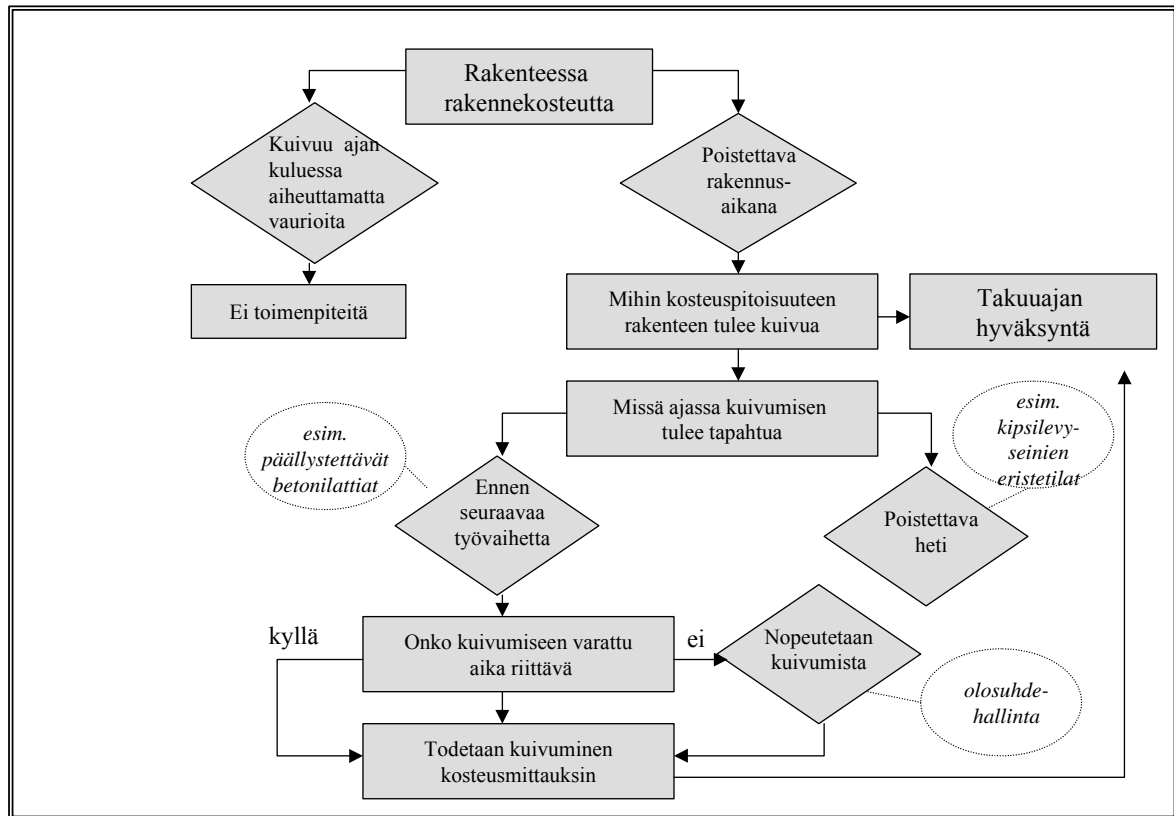 Rakenteessa
rakennekosteutta
Kuivuu ajan
kuluessa
aiheuttamatta
vaurioita
Poistettava
rakennus-
aikana
Ei toimenpiteitä
Mihin kosteuspitoisuuteen
rakenteen tulee kuivua
Takuuajan
hyväksyntä
Missä ajassa kuivumisen
tulee tapahtua
esim.
päällystettävät
betonilattiat
esim.
kipsilevy-
seinien
eristetilat
Ennen
seuraavaa
työvaihetta
Poistettava
heti
kyllä
Onko kuivumiseen varattu
aika riittävä
ei
Nopeutetaan
kuivumista
olosuhde-
hallinta
Todetaan kuivuminen
kosteusmittauksin